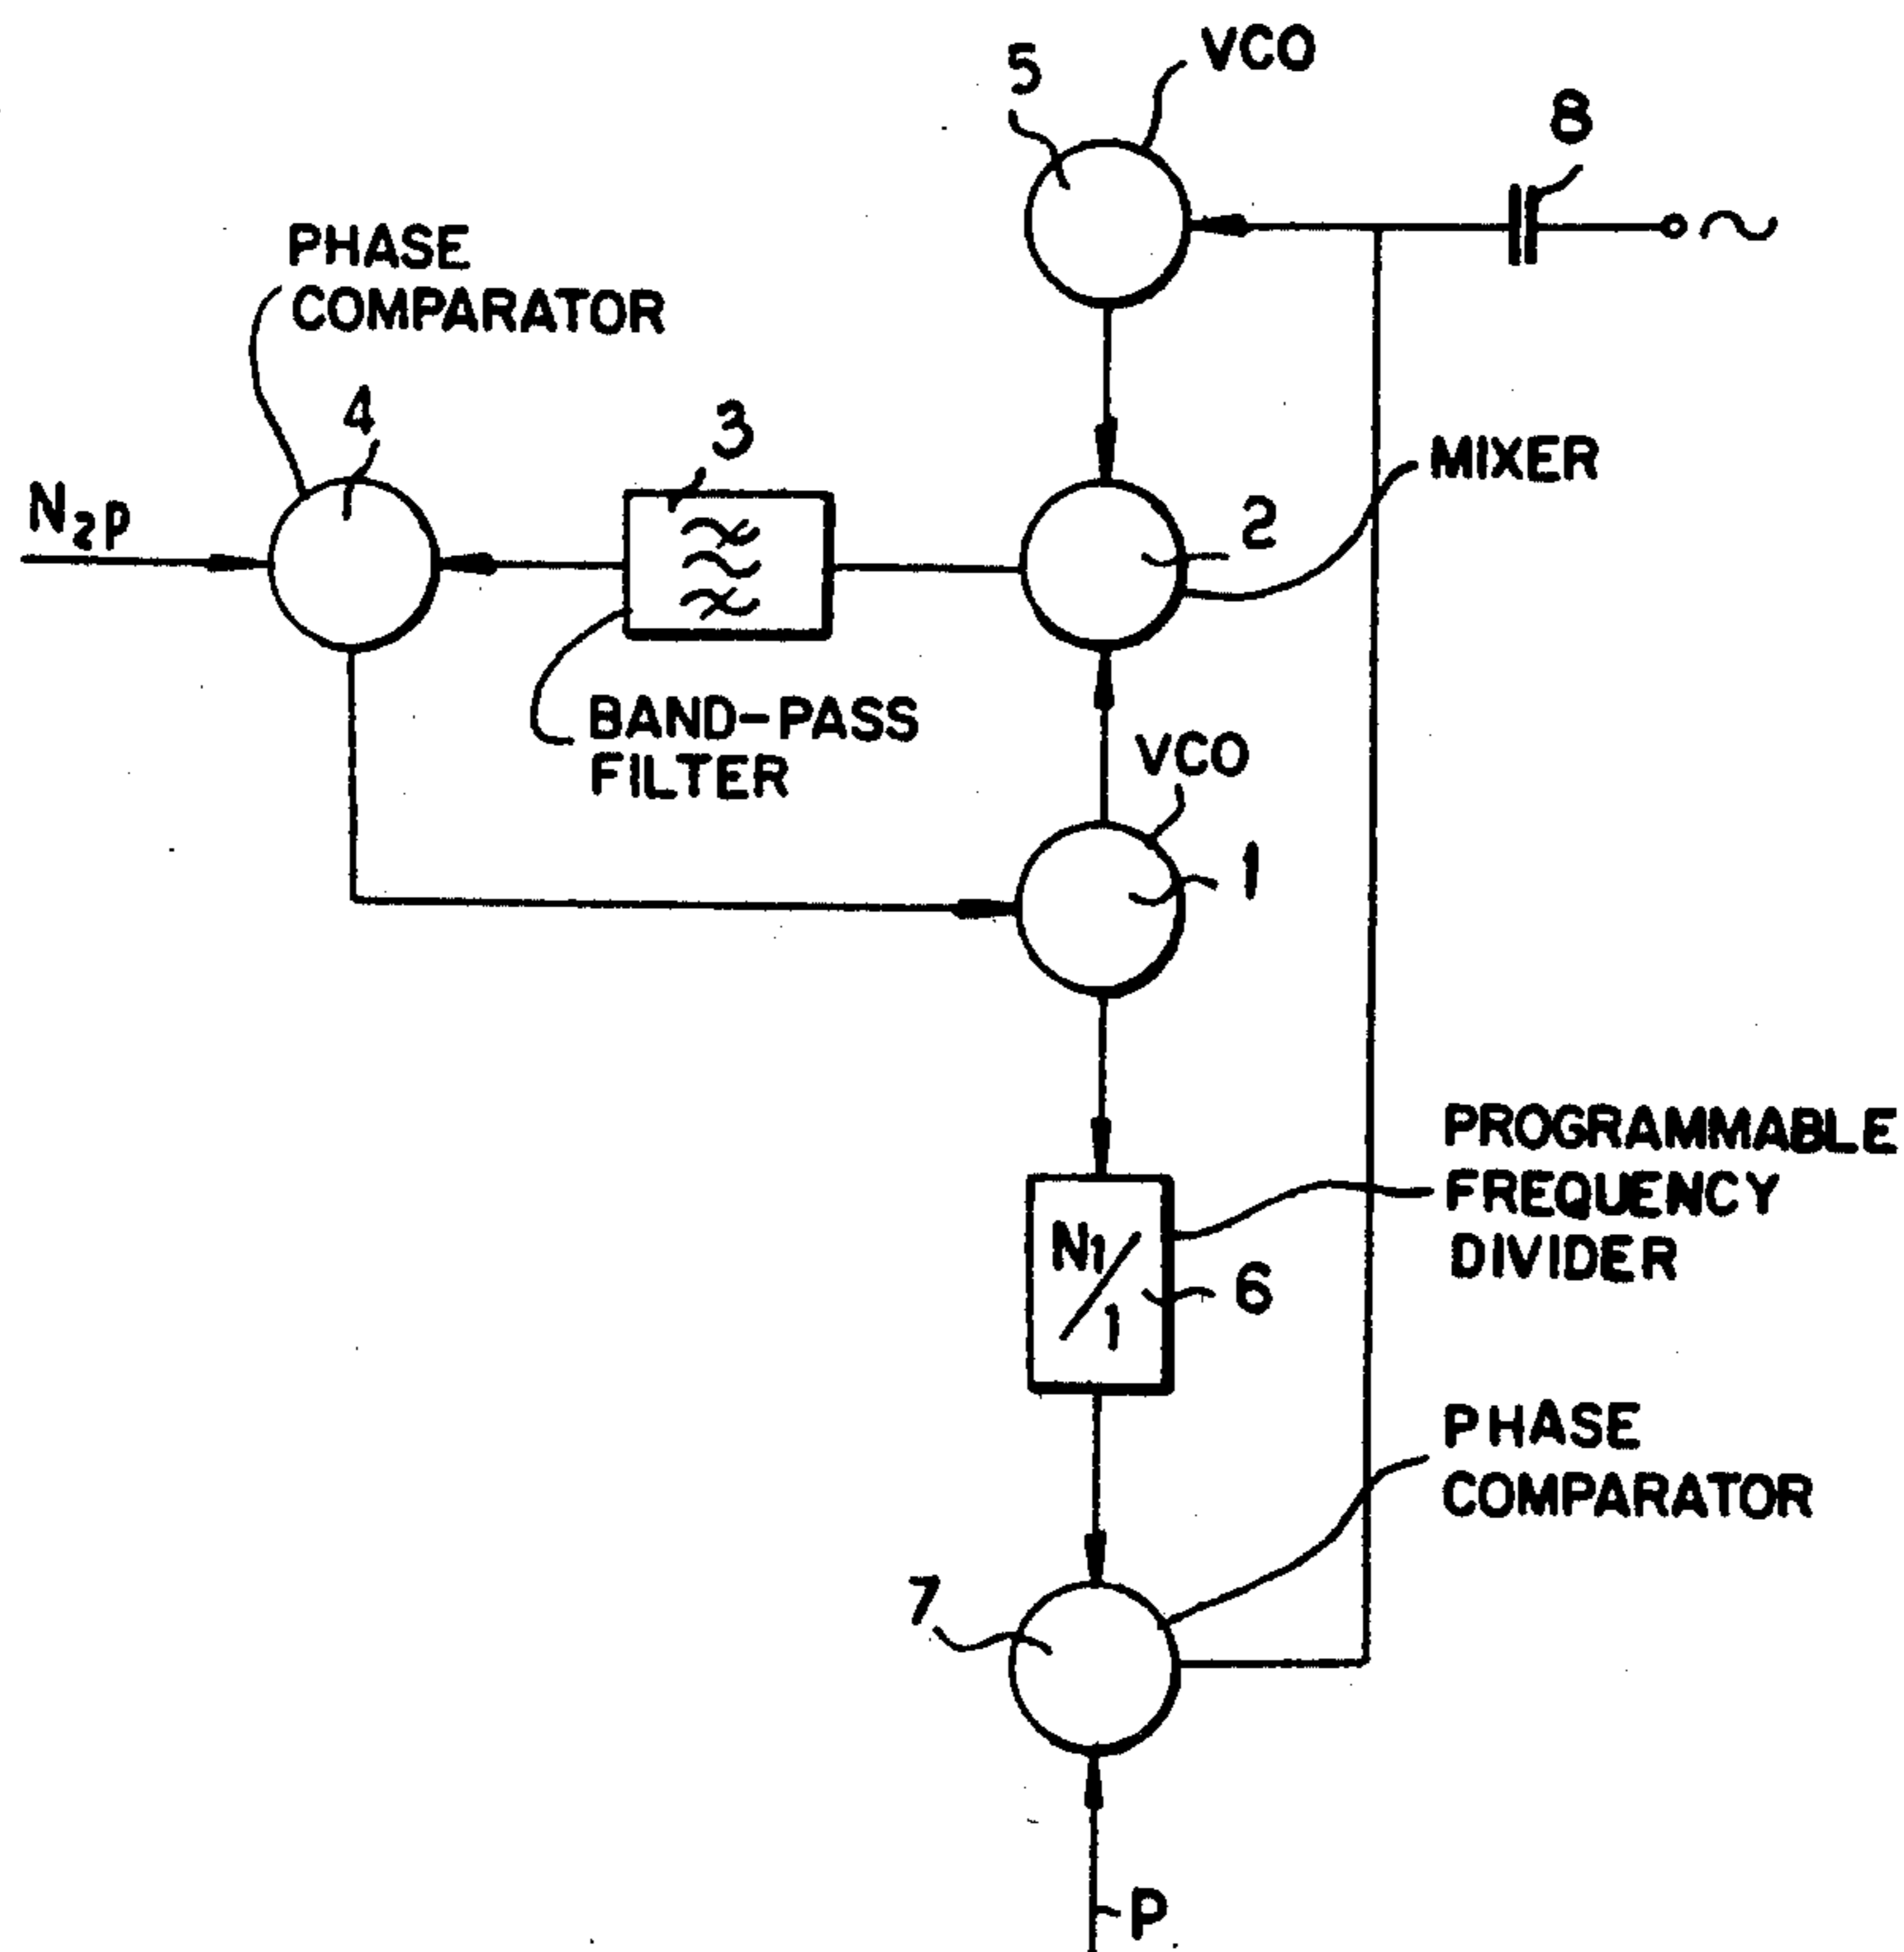 5
VCO
8
PHASE
COMPARATOR
4
3
MIXER
N₂P
2
BAND-PASS
FILTER
VCO
1
PROGRAMMABLE
FREQUENCY
DIVIDER
N1/1
6
PHASE
COMPARATOR
7
P